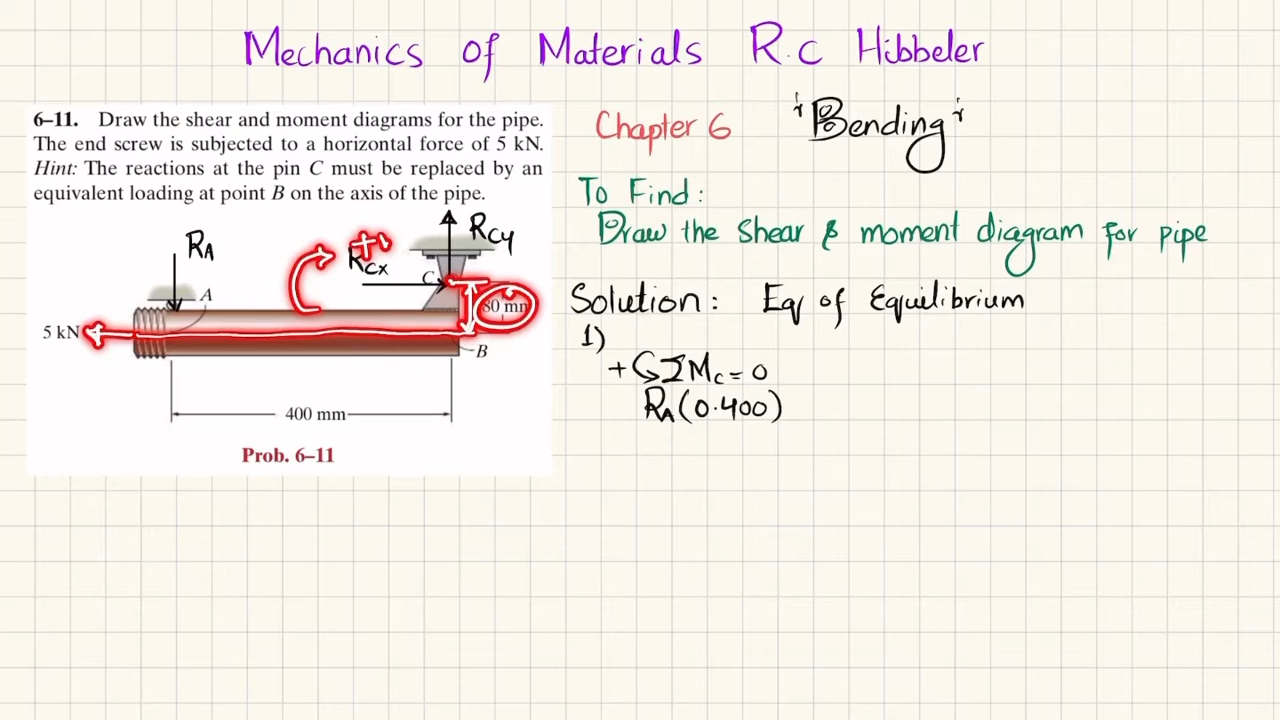 Mechanics of Materials R.C Hibbeler
6–11. Draw the shear and moment diagrams for the pipe.
The end screw is subjected to a horizontal force of 5 kN.
Hint: The reactions at the pin C must be replaced by an
equivalent loading at point B on the axis of the pipe.
RA
A
+
Rcx
Rcy
C
80 mm
5 kN
B
400 mm
Prob. 6–11
Chapter 6 "Bending"
To Find:
Draw the Shear & moment diagram for pipe
Solution: Eq of Equilibrium
1)
+↺ΣMc=0
RA(0.400)